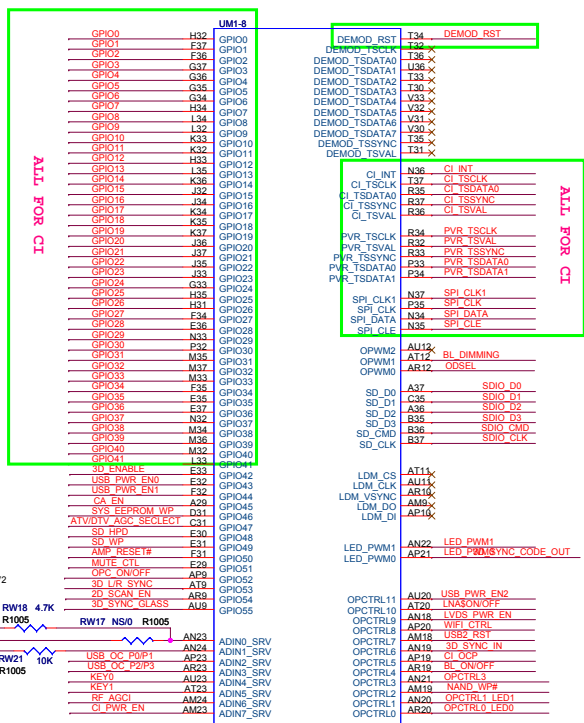 UM1-8
GPIO0 H32 GPIO0
GPIO1 F37 GPIO1
GPIO2 F36 GPIO2
GPIO3 G37 GPIO3
GPIO4 G36 GPIO4
GPIO5 G35 GPIO5
GPIO6 G34 GPIO6
GPIO7 H34 GPIO7
GPIO8 L34 GPIO8
GPIO9 L32 GPIO9
GPIO10 K33 GPIO10
GPIO11 K32 GPIO11
GPIO12 H33 GPIO12
GPIO13 L35 GPIO13
GPIO14 K36 GPIO14
GPIO15 J32 GPIO15
GPIO16 J34 GPIO16
GPIO17 K34 GPIO17
GPIO18 K35 GPIO18
GPIO19 K37 GPIO19
GPIO20 J36 GPIO20
GPIO21 J37 GPIO21
GPIO22 J35 GPIO22
GPIO23 J33 GPIO23
GPIO24 G33 GPIO24
GPIO25 H35 GPIO25
GPIO26 H31 GPIO26
GPIO27 F34 GPIO27
GPIO28 E36 GPIO28
GPIO29 N33 GPIO29
GPIO30 P32 GPIO30
GPIO31 M35 GPIO31
GPIO32 M37 GPIO32
GPIO33 M33 GPIO33
GPIO34 F35 GPIO34
GPIO35 E35 GPIO35
GPIO36 E37 GPIO36
GPIO37 N32 GPIO37
GPIO38 M34 GPIO38
GPIO39 M36 GPIO39
GPIO40 M32 GPIO40
GPIO41 L33 GPIO41
3D_ENABLE E33 GPIO42
USB_PWR_EN0 E32 GPIO43
USB_PWR_EN1 F32 GPIO44
CA_EN A29 GPIO45
SYS_EEPROM_WP D31 GPIO46
ATV/DTV_AGC_SECLECT C31 GPIO47
SD_HPD E30 GPIO48
SD_WP E31 GPIO49
AMP_RESET# F31 GPIO50
MUTE_CTL E29 GPIO51
OPC_ON/OFF AP9 GPIO52
3D_L/R_SYNC AT9 GPIO53
2D_SCAN_EN AR9 GPIO54
3D_SYNC_GLASS AU9 GPIO55
ALL FOR CI
/2
RW18 4.7K
R1005
RW17 NS/0 R1005
RW21 10K
R1005
AN23 ADIN0_SRV
AN24 ADIN1_SRV
USB_OC_P0/P1 AP23 ADIN2_SRV
USB_OC_P2/P3 AR23 ADIN3_SRV
KEY0 AU23 ADIN4_SRV
KEY1 AT23 ADIN5_SRV
RF_AGCI AM24 ADIN6_SRV
CI_PWR_EN AM23 ADIN7_SRV
DEMOD_RST T34 DEMOD_RST
DEMOD_TSCLK T32
DEMOD_TSDATA0 T36
DEMOD_TSDATA1 U36
DEMOD_TSDATA2 T33
DEMOD_TSDATA3 T30
DEMOD_TSDATA4 V33
DEMOD_TSDATA5 V32
DEMOD_TSDATA6 V31
DEMOD_TSDATA7 V30
DEMOD_TSSYNC T35
DEMOD_TSVAL T31
CI_INT N36 CI_INT
CI_TSCLK T37 CI_TSCLK
CI_TSDATA0 R35 CI_TSDATA0
CI_TSSYNC R37 CI_TSSYNC
CI_TSVAL R36 CI_TSVAL
PVR_TSCLK R34 PVR_TSCLK
PVR_TSVAL R32 PVR_TSVAL
PVR_TSSYNC R33 PVR_TSSYNC
PVR_TSDATA0 P33 PVR_TSDATA0
PVR_TSDATA1 P34 PVR_TSDATA1
SPI_CLK1 N37 SPI_CLK1
SPI_CLK P35 SPI_CLK
SPI_DATA N34 SPI_DATA
SPI_CLE N35 SPI_CLE
ALL FOR CI
OPWM2 AU12
OPWM1 AT12 BL_DIMMING
OPWM0 AR12 ODSEL
SD_D0 A37 SDIO_D0
SD_D1 C35 SDIO_D1
SD_D2 A36 SDIO_D2
SD_D3 B35 SDIO_D3
SD_CMD B36 SDIO_CMD
SD_CLK B37 SDIO_CLK
LDM_CS AT11
LDM_CLK AU11
LDM_VSYNC AR10
LDM_DO AM9
LDM_DI AP10
LED_PWM1 AN22 LED_PWM1
LED_PWM0 AP21 LED_PWM0 3D_SYNC_CODE_OUT
OPCTRL11 AU20 USB_PWR_EN2
OPCTRL10 AT20 LNA$ON/OFF
OPCTRL9 AN18 LVDS_PWR_EN
OPCTRL8 AP20 WIFI_CTRL
OPCTRL7 AM18 USB2_RST
OPCTRL6 AN19 3D_SYNC_IN
OPCTRL5 AP19 CI_OCP
OPCTRL4 AR19 BL_ON/OFF
OPCTRL3 AN21 OPCTRL3
OPCTRL2 AM19 NAND_WP#
OPCTRL1 AN20 OPCTRL1_LED1
OPCTRL0 AR20 OPCTRL0_LED0